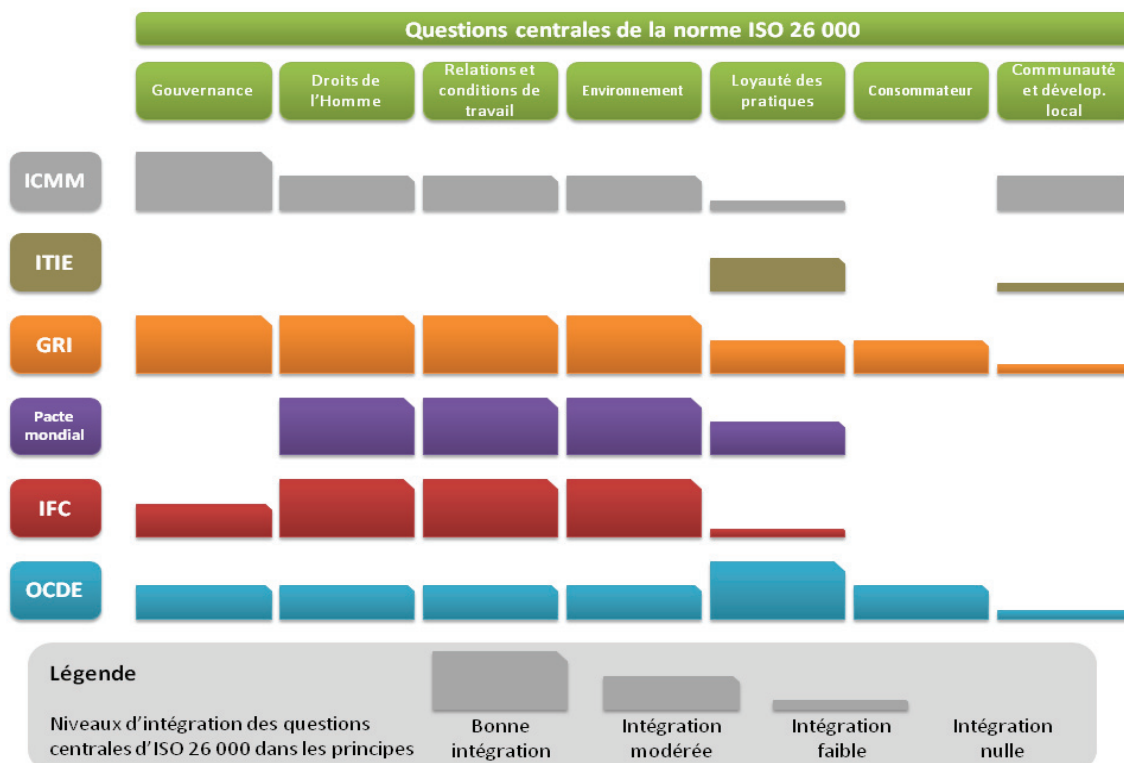 Questions centrales de la norme ISO 26 000
Gouvernance
Droits de
l'Homme
Relations et
conditions de
travail
Environnement
Loyauté des
pratiques
Consommateur
Communauté
et dévelop.
local
ICMM
ITIE
GRI
Pacte
mondial
IFC
OCDE
Légende
Niveaux d'intégration des questions
centrales d'ISO 26 000 dans les principes
Bonne
intégration
Intégration
modérée
Intégration
faible
Intégration
nulle